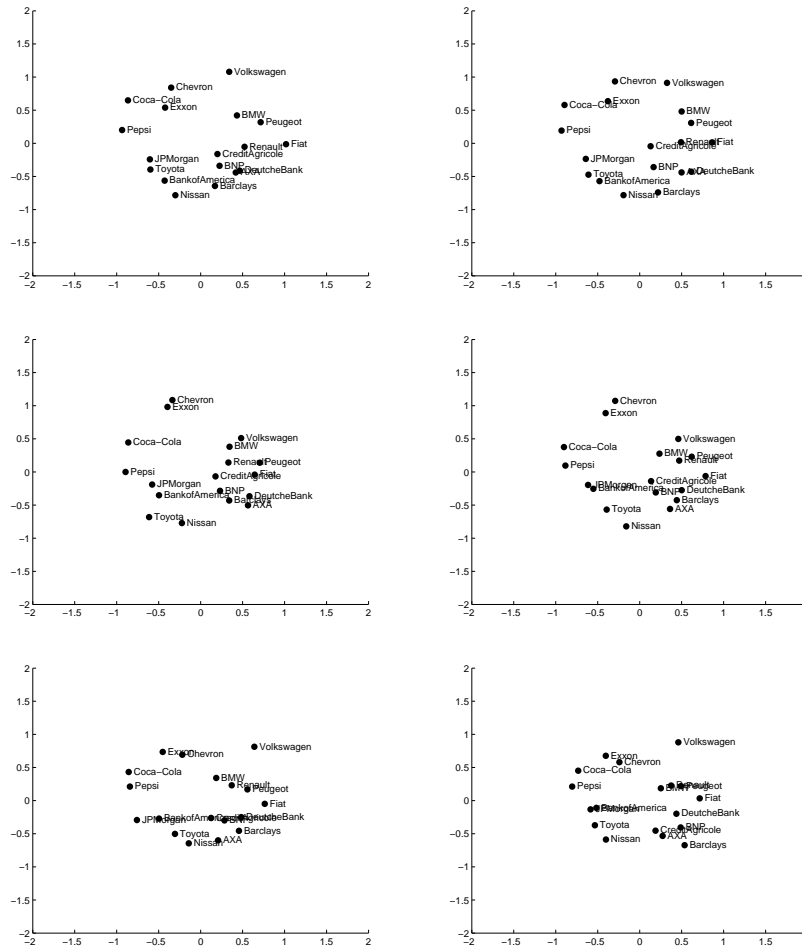 2
1.5
1
0.5
0
−0.5
−1
−1.5
−2
−2 −1.5 −1 −0.5 0 0.5 1 1.5 2
Volkswagen
Chevron
Coca−Cola
Exxon
BMW
Peugeot
Pepsi
Fiat
Renault
CreditAgricole
JPMorgan
BNP
Toyota
DeutcheBank
AXA
BankofAmerica
Barclays
Nissan
2
1.5
1
0.5
0
−0.5
−1
−1.5
−2
−2 −1.5 −1 −0.5 0 0.5 1 1.5 2
Chevron
Volkswagen
Exxon
Coca−Cola
BMW
Peugeot
Pepsi
Renault
Fiat
CreditAgricole
JPMorgan
BNP
Toyota
AXA
DeutcheBank
BankofAmerica
Barclays
Nissan
2
1.5
1
0.5
0
−0.5
−1
−1.5
−2
−2 −1.5 −1 −0.5 0 0.5 1 1.5 2
Chevron
Exxon
Volkswagen
Coca−Cola
BMW
Renault
Peugeot
Pepsi
Fiat
CreditAgricole
JPMorgan
BNP
BankofAmerica
DeutcheBank
Barclays
AXA
Toyota
Nissan
2
1.5
1
0.5
0
−0.5
−1
−1.5
−2
−2 −1.5 −1 −0.5 0 0.5 1 1.5 2
Chevron
Exxon
Volkswagen
Coca−Cola
BMW
Peugeot
Renault
Pepsi
Fiat
CreditAgricole
JPMorgan
BankofAmerica
DeutcheBank
BNP
Barclays
AXA
Toyota
Nissan
2
1.5
1
0.5
0
−0.5
−1
−1.5
−2
−2 −1.5 −1 −0.5 0 0.5 1 1.5 2
Volkswagen
Exxon
Chevron
Coca−Cola
BMW
Renault
Pepsi
Peugeot
Fiat
DeutcheBank
BankofAmerica
CreditAgricole
JPMorgan
BNP
Barclays
Toyota
AXA
Nissan
2
1.5
1
0.5
0
−0.5
−1
−1.5
−2
−2 −1.5 −1 −0.5 0 0.5 1 1.5 2
Volkswagen
Exxon
Chevron
Coca−Cola
Renault
Peugeot
Pepsi
BMW
Fiat
BankofAmerica
JPMorgan
DeutcheBank
Toyota
BNP
CreditAgricole
AXA
Nissan
Barclays